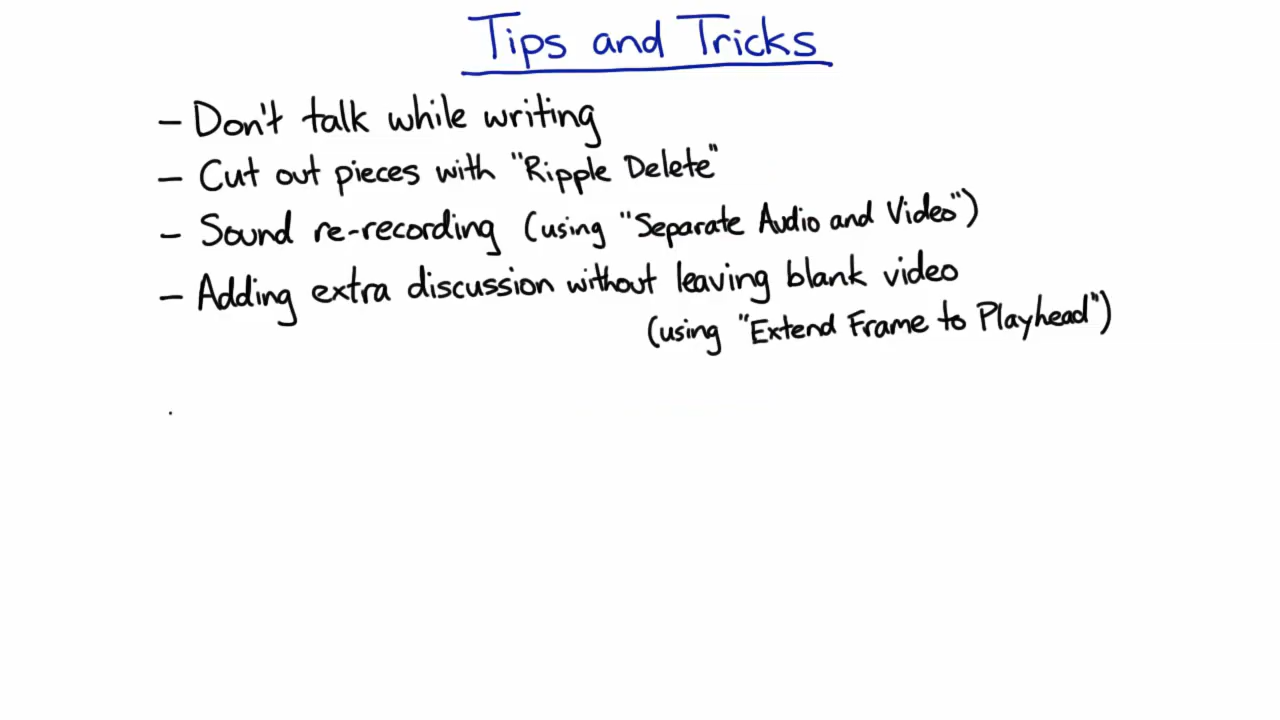 Tips and Tricks
- Don't talk while writing
- Cut out pieces with "Ripple Delete"
- Sound re-recording (using "Separate Audio and Video")
- Adding extra discussion without leaving blank video
(using "Extend Frame to Playhead")